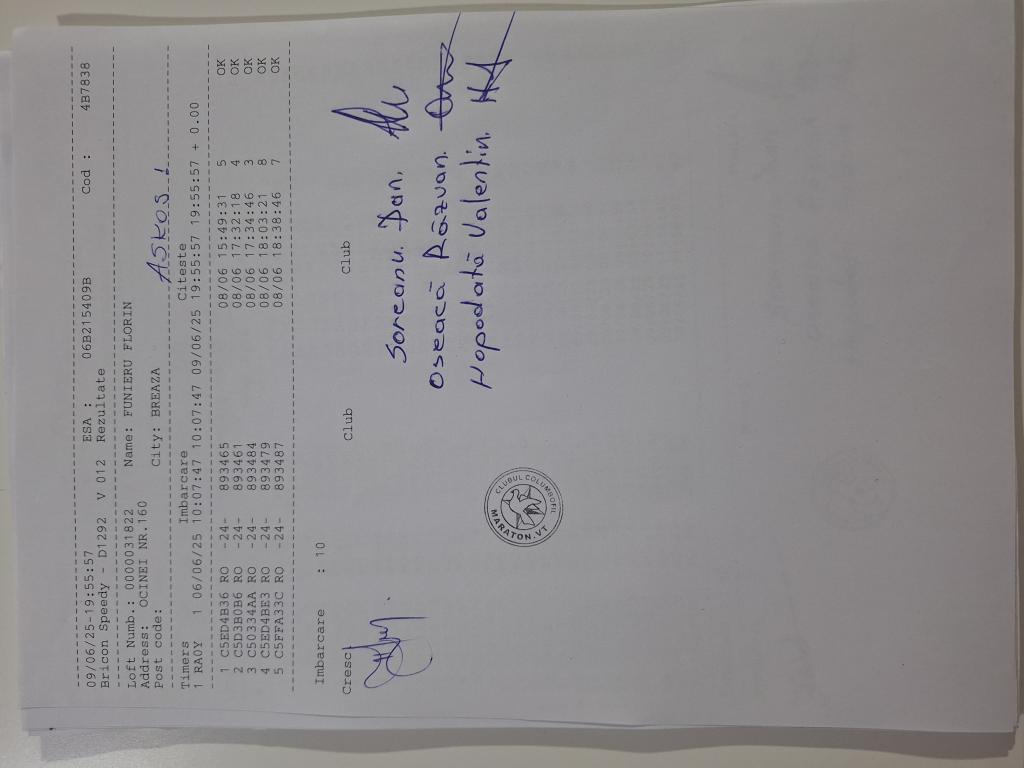 09/06/25-19:55:57 ESA : 06B215409B Cod : 4B7838
Bricon Speedy - D1292 V 012 Rezultate
Loft Numb.: 0000031822 Name: FUNIERU FLORIN
Address: OCINEI NR.160
Post code: City: BREAZA
ASKOS !
Timers Imbarcare Citeste
1 RAOY 1 06/06/25 10:07:47 10:07:47 09/06/25 19:55:57 19:55:57 + 0.00
1 C5ED4B36 RO -24- 893465 08/06 15:49:31 5 OK
2 C5D3B0B6 RO -24- 893461 08/06 17:32:18 4 OK
3 C50334AA RO -24- 893484 08/06 17:34:46 3 OK
4 C5ED4BE3 RO -24- 893479 08/06 18:03:21 8 OK
5 C5FFA33C RO -24- 893487 08/06 18:38:46 7 OK
Imbarcare : 10
Cresc Club Club
Soreanu Dan.
Oseacă Răzvan.
Hopodată Valentin.
CLUBUL COLUMBOFIL
MARATON.VT